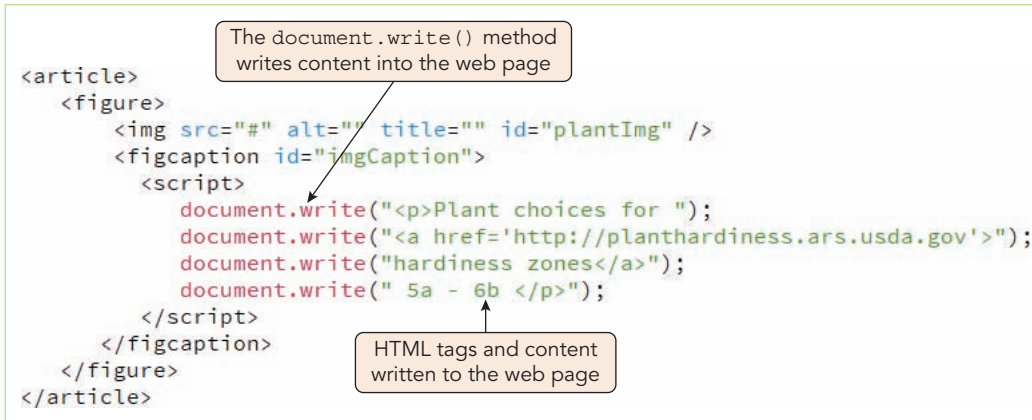 The document.write() method
writes content into the web page
<article>
<figure>
<img src="#" alt="" title="" id="plantImg" />
<figcaption id="imgCaption">
<script>
document.write("<p>Plant choices for ");
document.write("<a href='http://planthardiness.ars.usda.gov'>");
document.write("hardiness zones</a>");
document.write(" 5a - 6b </p>");
</script>
</figcaption>
HTML tags and content
written to the web page
</figure>
</article>